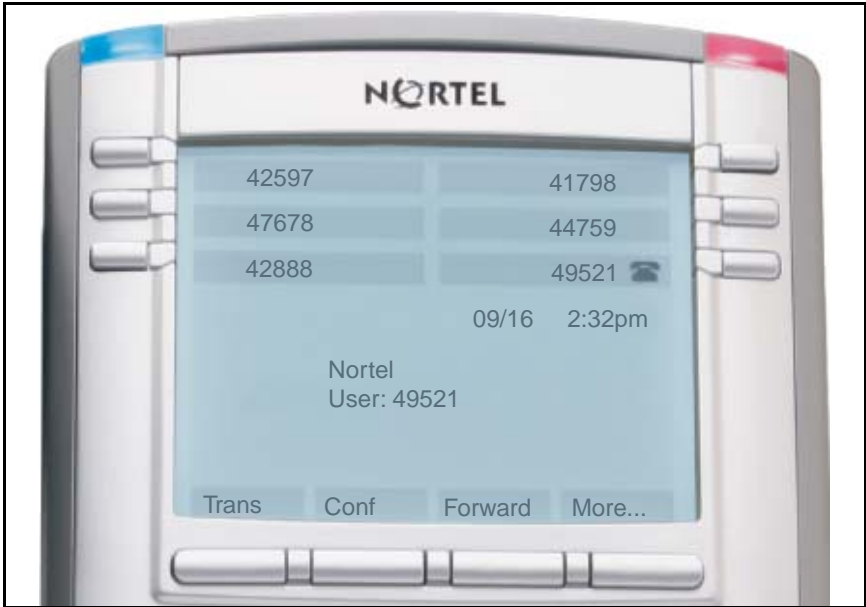 NORTEL
42597 41798
47678 44759
42888 49521
09/16 2:32pm
Nortel
User: 49521
Trans Conf Forward More...